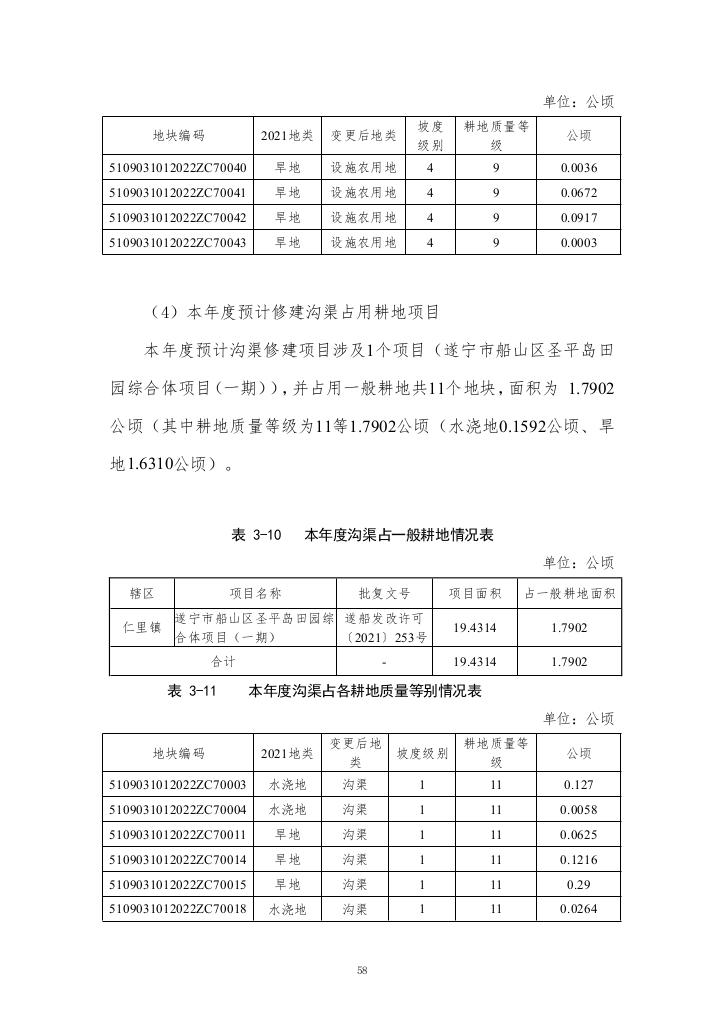 单位：公顷
地块编码 2021地类 变更后地类 坡度级别 耕地质量等级 公顷
5109031012022ZC70040 旱地 设施农用地 4 9 0.0036
5109031012022ZC70041 旱地 设施农用地 4 9 0.0672
5109031012022ZC70042 旱地 设施农用地 4 9 0.0917
5109031012022ZC70043 旱地 设施农用地 4 9 0.0003
（4）本年度预计修建沟渠占用耕地项目
本年度预计沟渠修建项目涉及1个项目（遂宁市船山区圣平岛田
园综合体项目（一期）），并占用一般耕地共11个地块，面积为 1.7902
公顷（其中耕地质量等级为11等1.7902公顷（水浇地0.1592公顷、旱
地1.6310公顷）。
表 3-10 本年度沟渠占一般耕地情况表
单位：公顷
辖区 项目名称 批复文号 项目面积 占一般耕地面积
仁里镇 遂宁市船山区圣平岛田园综合体项目（一期） 遂船发改许可〔2021〕253号 19.4314 1.7902
合计 - 19.4314 1.7902
表 3-11 本年度沟渠占各耕地质量等别情况表
单位：公顷
地块编码 2021地类 变更后地类 坡度级别 耕地质量等级 公顷
5109031012022ZC70003 水浇地 沟渠 1 11 0.127
5109031012022ZC70004 水浇地 沟渠 1 11 0.0058
5109031012022ZC70011 旱地 沟渠 1 11 0.0625
5109031012022ZC70014 旱地 沟渠 1 11 0.1216
5109031012022ZC70015 旱地 沟渠 1 11 0.29
5109031012022ZC70018 水浇地 沟渠 1 11 0.0264
58